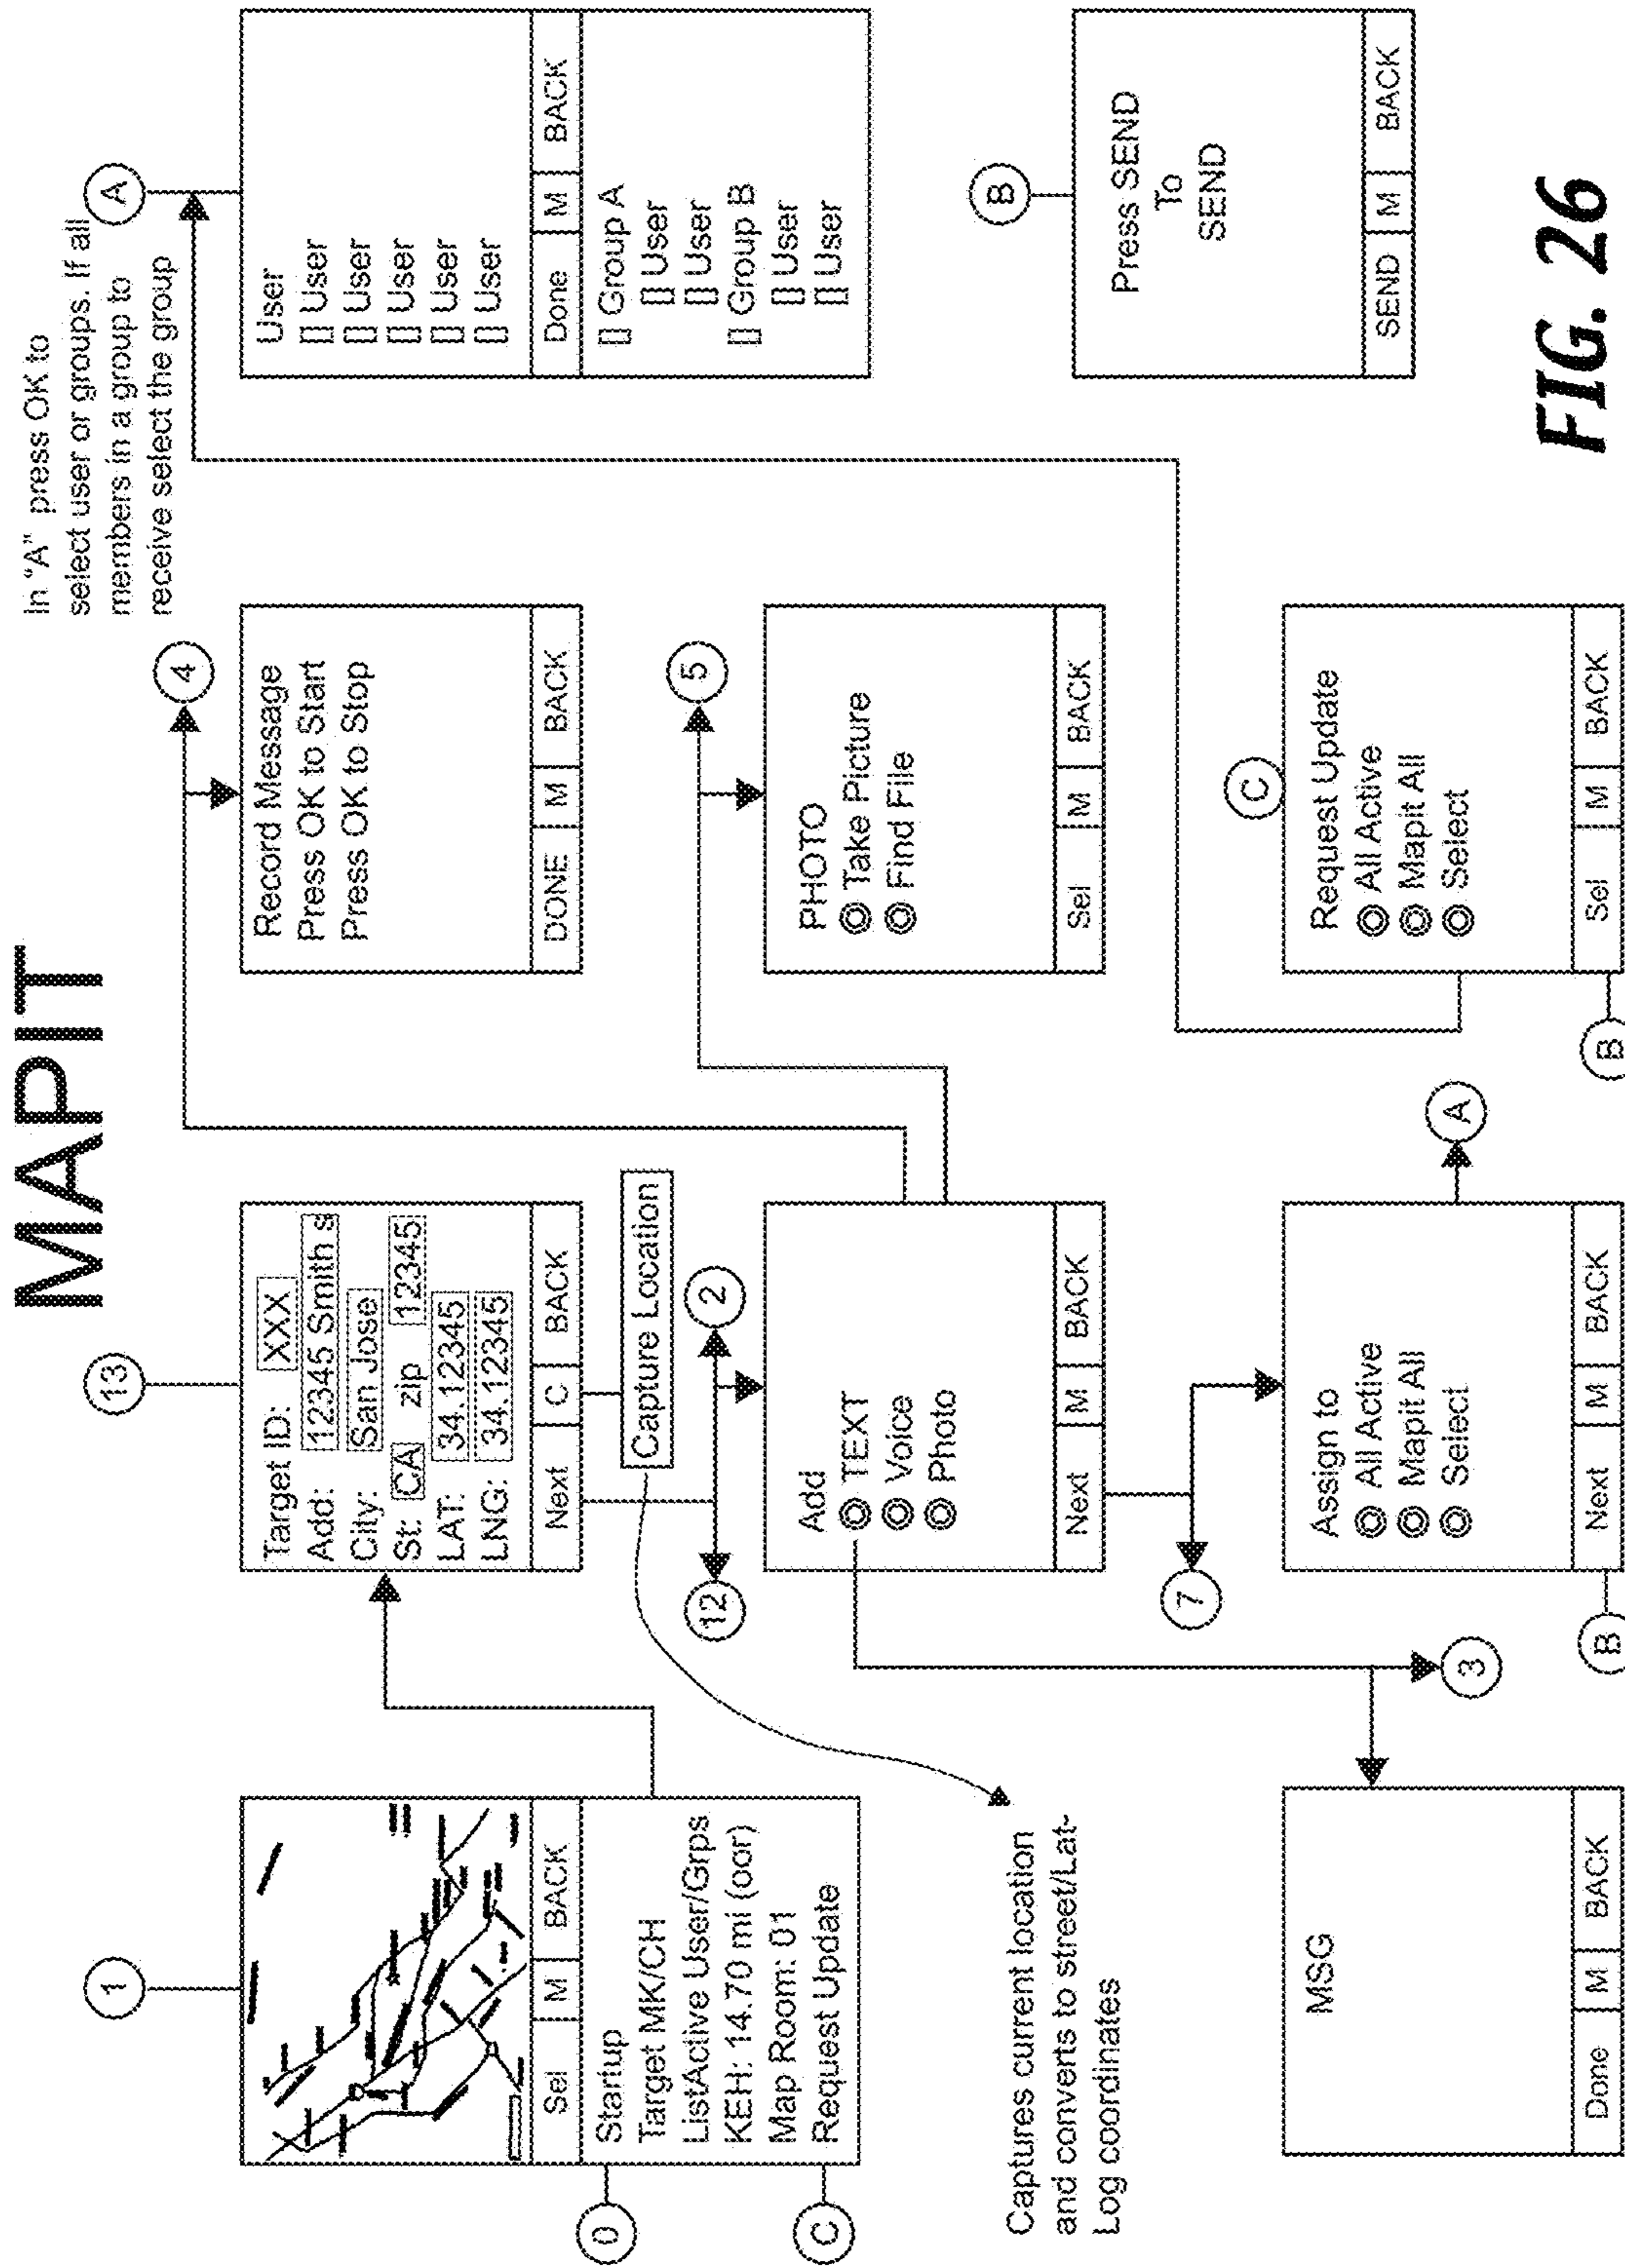 MAPIT
1
Sel M BACK
0
Startup
Target MK/CH
ListActive User/Grps
KEH: 14.70 mi (oor)
Map Room: 01
C
Request Update
13
Target ID: XXX
Add: 12345 Smith s
City: San Jose
St: CA zip 12345
LAT: 34.12345
LNG: 34.12345
Next C BACK
Capture Location
Captures current location
and converts to street/Lat-
Log coordinates
12
2
Add
TEXT
Voice
Photo
Next M BACK
7
3
MSG
Done M BACK
Assign to
All Active
Mapit All
Select
Next M BACK
B
A
4
Record Message
Press OK to Start
Press OK to Stop
DONE M BACK
5
PHOTO
Take Picture
Find File
Sel M BACK
C
Request Update
All Active
Mapit All
Select
Sel M BACK
B
In "A" press OK to
select user or groups. If all
members in a group to
receive select the group
A
User
[] User
[] User
[] User
[] User
[] User
Done M BACK
[] Group A
[] User
[] User
[] Group B
[] User
[] User
B
Press SEND
To
SEND
SEND M BACK
FIG. 26